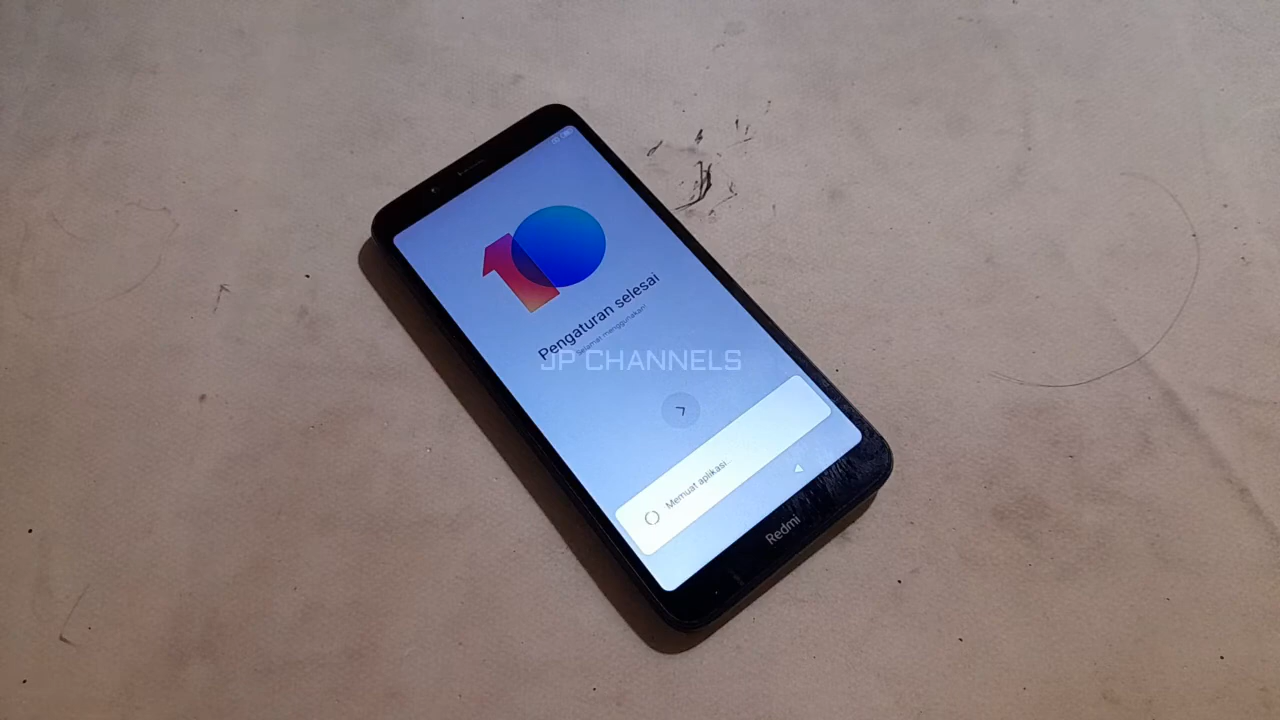 10
Pengaturan selesai
Selamat menggunakan!
JP CHANNELS
Memuat aplikasi...
Redmi